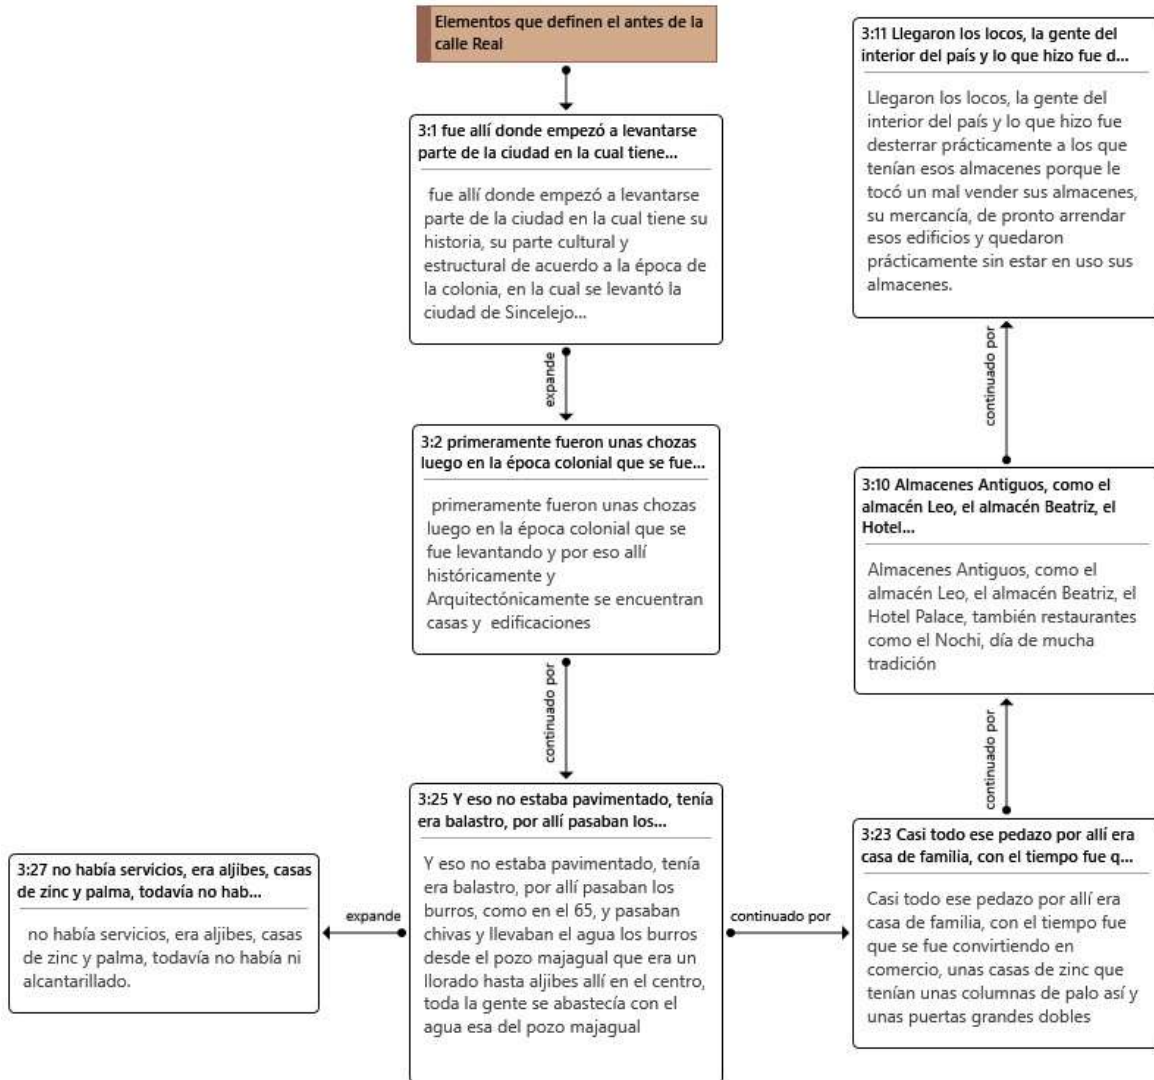 Elementos que definen el antes de la
calle Real
3:1 fue allí donde empezó a levantarse
parte de la ciudad en la cual tiene...
fue allí donde empezó a levantarse
parte de la ciudad en la cual tiene su
historia, su parte cultural y
estructural de acuerdo a la época de
la colonia, en la cual se levantó la
ciudad de Sincelejo...
expande
3:2 primeramente fueron unas chozas
luego en la época colonial que se fue...
primeramente fueron unas chozas
luego en la época colonial que se
fue levantando y por eso allí
históricamente y
Arquitectónicamente se encuentran
casas y edificaciones
continuado por
3:25 Y eso no estaba pavimentado, tenía
era balastro, por allí pasaban los...
Y eso no estaba pavimentado, tenía
era balastro, por allí pasaban los
burros, como en el 65, y pasaban
chivas y llevaban el agua los burros
desde el pozo majagual que era un
llorado hasta aljibes allí en el centro,
toda la gente se abastecía con el
agua esa del pozo majagual
expande
3:27 no había servicios, era aljibes, casas
de zinc y palma, todavía no hab...
no había servicios, era aljibes, casas
de zinc y palma, todavía no había ni
alcantarillado.
continuado por
3:23 Casi todo ese pedazo por allí era
casa de familia, con el tiempo fue q...
Casi todo ese pedazo por allí era
casa de familia, con el tiempo fue
que se fue convirtiendo en
comercio, unas casas de zinc que
tenían unas columnas de palo así y
unas puertas grandes dobles
continuado por
3:10 Almacenes Antiguos, como el
almacén Leo, el almacén Beatriz, el
Hotel...
Almacenes Antiguos, como el
almacén Leo, el almacén Beatriz, el
Hotel Palace, también restaurantes
como el Nochi, día de mucha
tradición
continuado por
3:11 Llegaron los locos, la gente del
interior del país y lo que hizo fue d...
Llegaron los locos, la gente del
interior del país y lo que hizo fue
desterrar prácticamente a los que
tenían esos almacenes porque le
tocó un mal vender sus almacenes,
su mercancía, de pronto arrendar
esos edificios y quedaron
prácticamente sin estar en uso sus
almacenes.